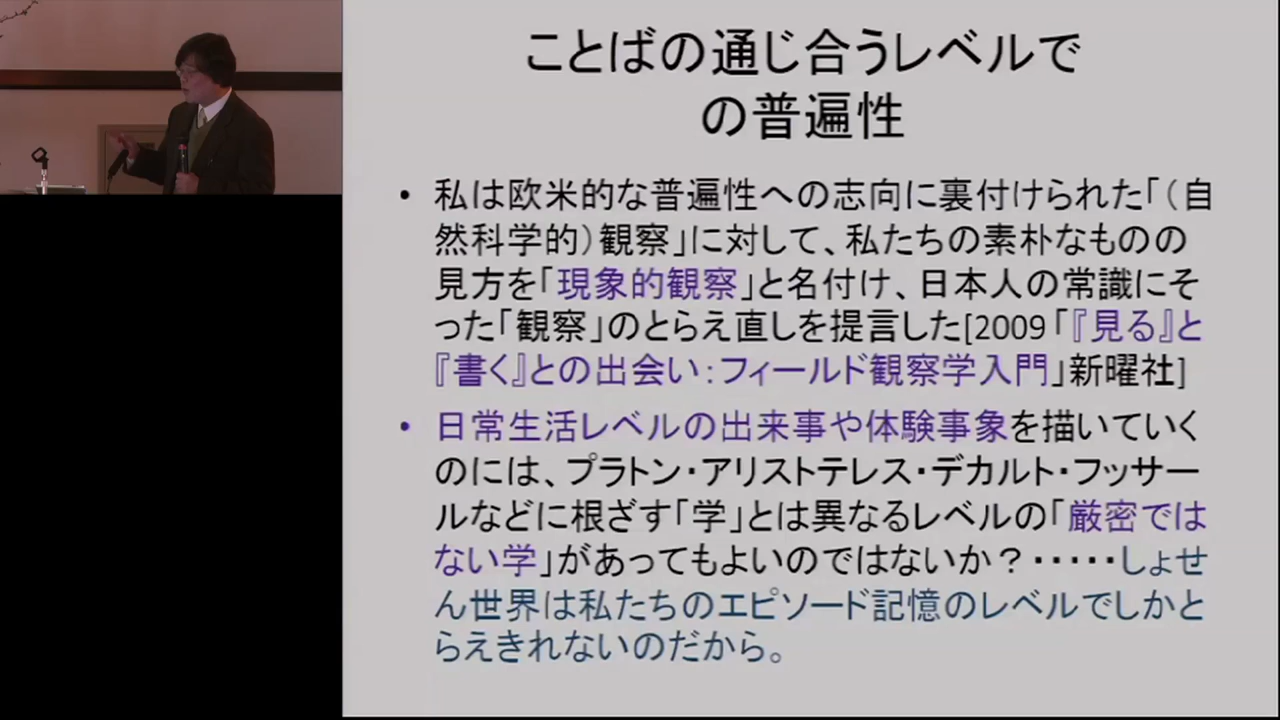 ことばの通じ合うレベルで
の普遍性
• 私は欧米的な普遍性への志向に裏付けられた「（自
然科学的）観察」に対して、私たちの素朴なものの
見方を「現象的観察」と名付け、日本人の常識にそ
った「観察」のとらえ直しを提言した[2009「『見る』と
『書く』との出会い：フィールド観察学入門」新曜社]
• 日常生活レベルの出来事や体験事象を描いていく
のには、プラトン・アリストテレス・デカルト・フッサー
ルなどに根ざす「学」とは異なるレベルの「厳密では
ない学」があってもよいのではないか？・・・・・しょせ
ん世界は私たちのエピソード記憶のレベルでしかと
らえきれないのだから。